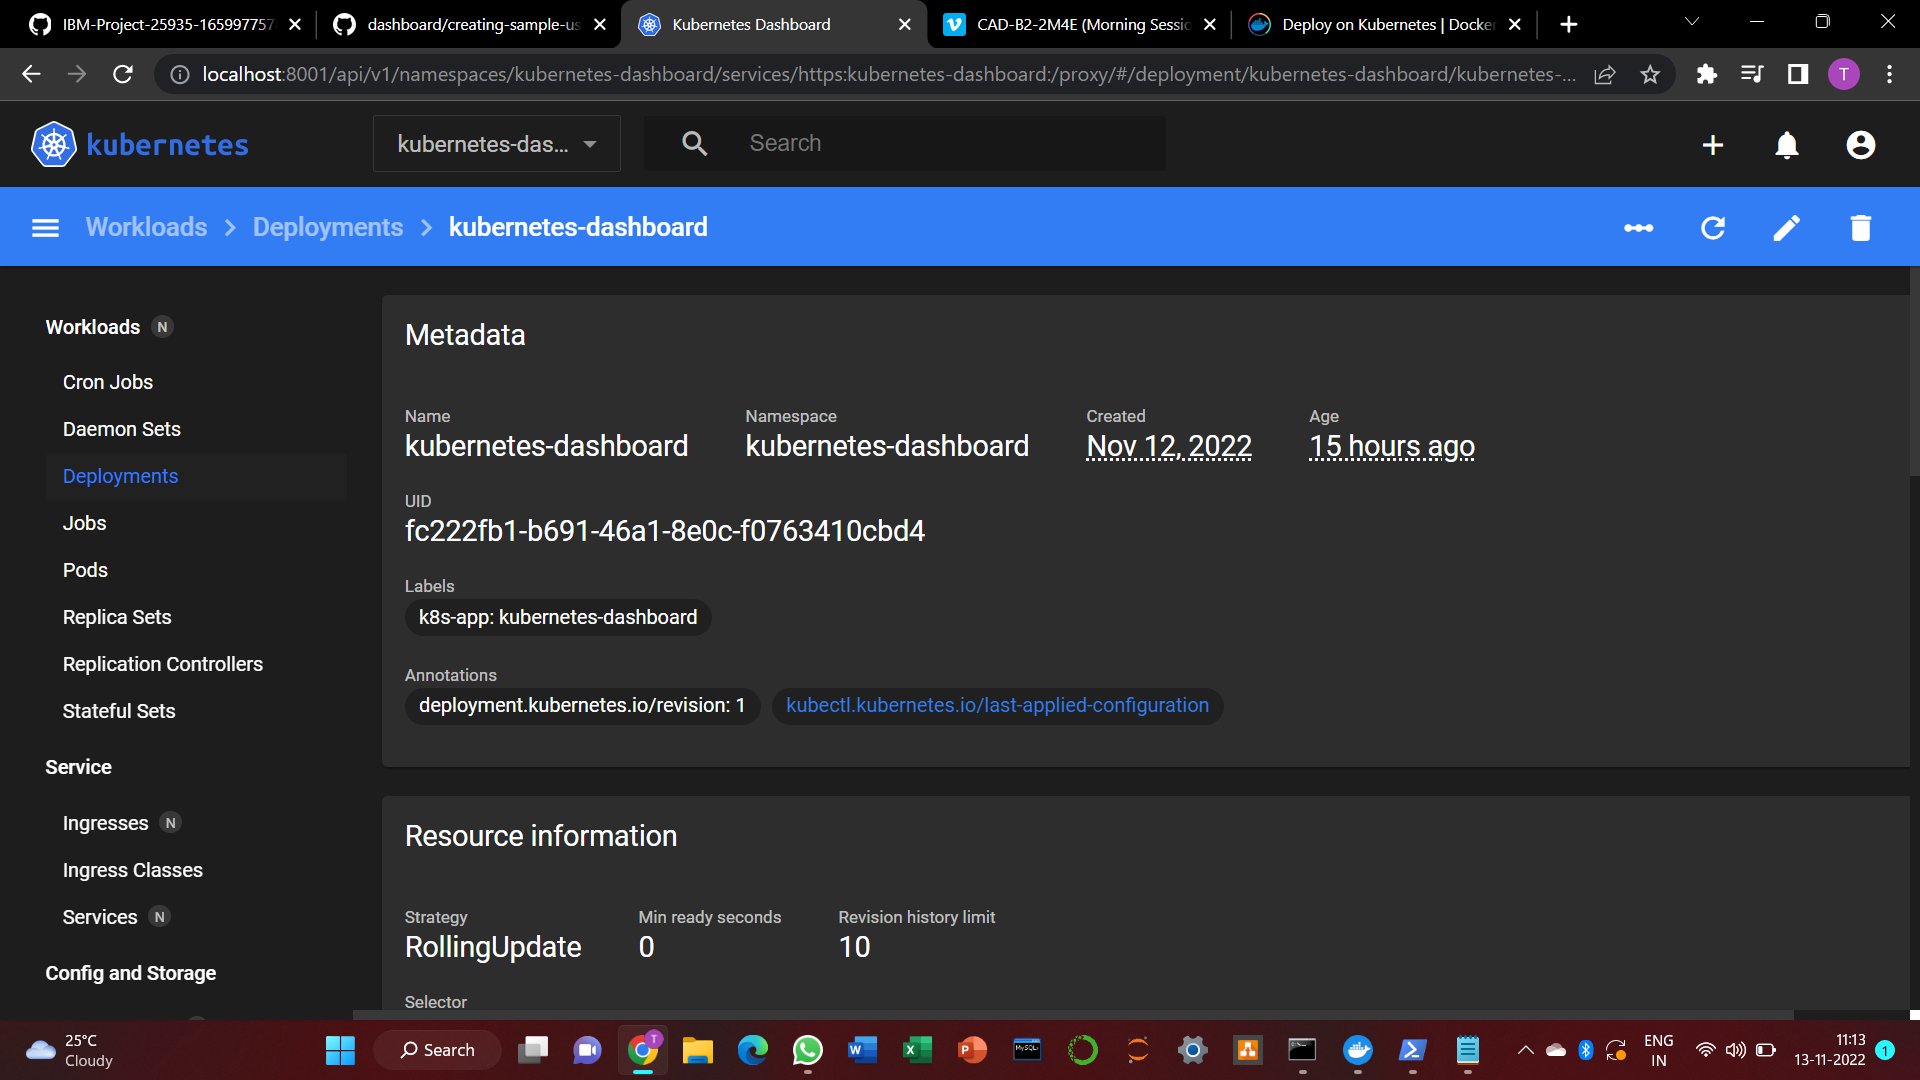 IBM-Project-25935-1659977578
dashboard/creating-sample-us
Kubernetes Dashboard
CAD-B2-2M4E (Morning Sessio
Deploy on Kubernetes | Docker
localhost:8001/api/v1/namespaces/kubernetes-dashboard/services/https:kubernetes-dashboard:/proxy/#/deployment/kubernetes-dashboard/kubernetes-...
T
kubernetes
kubernetes-das...
Search
Workloads > Deployments > kubernetes-dashboard
Workloads N
Cron Jobs
Daemon Sets
Deployments
Jobs
Pods
Replica Sets
Replication Controllers
Stateful Sets
Service
Ingresses N
Ingress Classes
Services N
Config and Storage
Metadata
Name
kubernetes-dashboard
Namespace
kubernetes-dashboard
Created
Nov 12, 2022
Age
15 hours ago
UID
fc222fb1-b691-46a1-8e0c-f0763410cbd4
Labels
k8s-app: kubernetes-dashboard
Annotations
deployment.kubernetes.io/revision: 1
kubectl.kubernetes.io/last-applied-configuration
Resource information
Strategy
RollingUpdate
Min ready seconds
0
Revision history limit
10
Selector
25°C
Cloudy
Search
T
W
X
P
MySQL
ENG
IN
11:13
13-11-2022
1